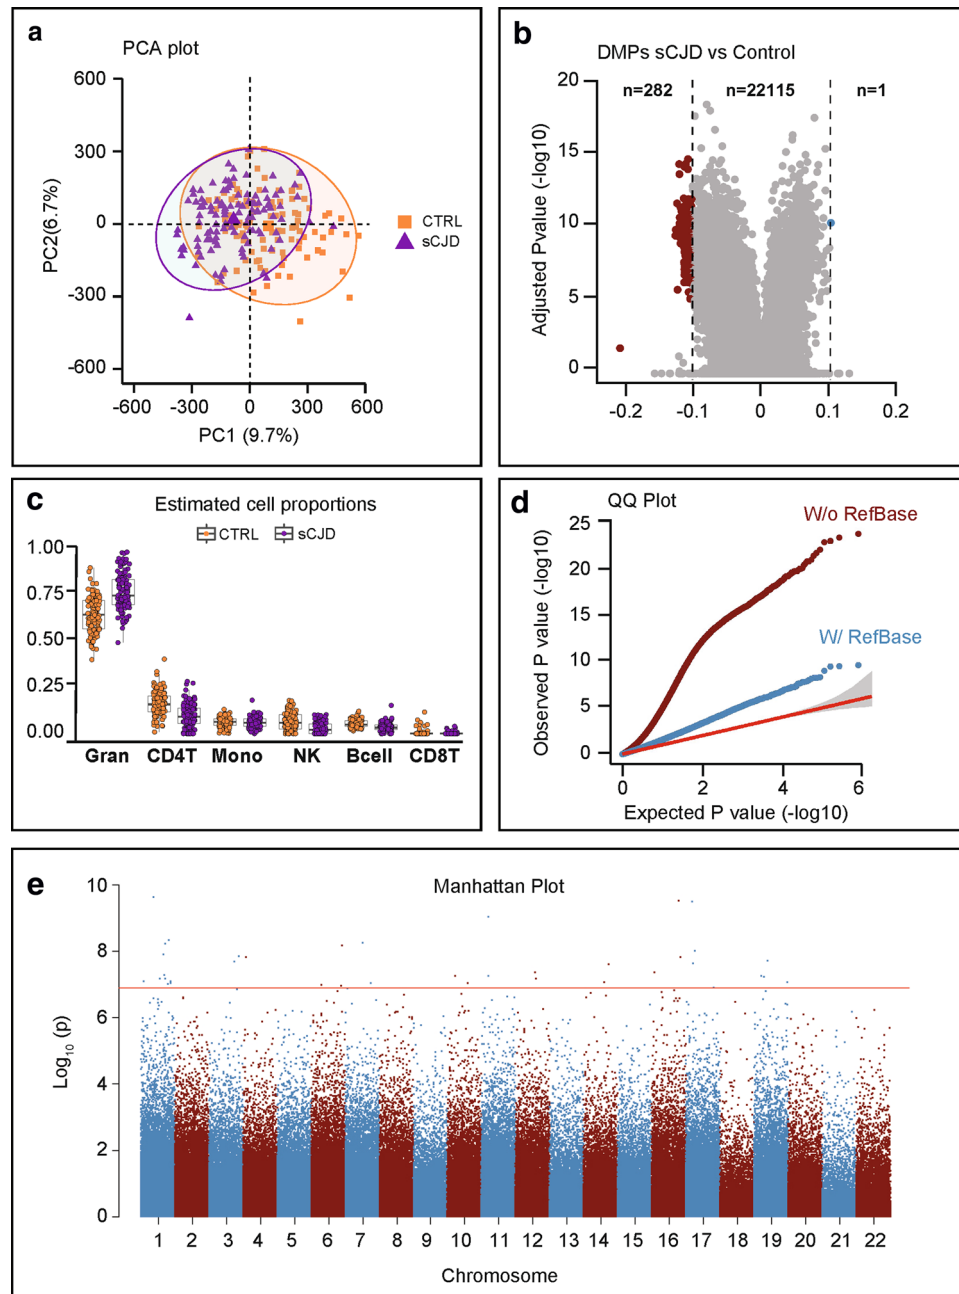 a
PCA plot
600
300
0
-300
-600
PC2(6.7%)
-600 -300 0 300 600
PC1 (9.7%)
CTRL
sCJD
b
DMPs sCJD vs Control
n=282 n=22115 n=1
20
15
10
5
0
Adjusted Pvalue (-log10)
-0.2 -0.1 0 0.1 0.2
c
Estimated cell proportions
CTRL sCJD
1.00
0.75
0.50
0.25
0.00
Gran CD4T Mono NK Bcell CD8T
d
QQ Plot
W/o RefBase
W/ RefBase
25
20
15
10
5
0
Observed P value (-log10)
0 2 4 6
Expected P value (-log10)
e
Manhattan Plot
10
8
6
4
2
0
Log10 (p)
1 2 3 4 5 6 7 8 9 10 11 12 13 14 15 16 17 18 19 20 21 22
Chromosome